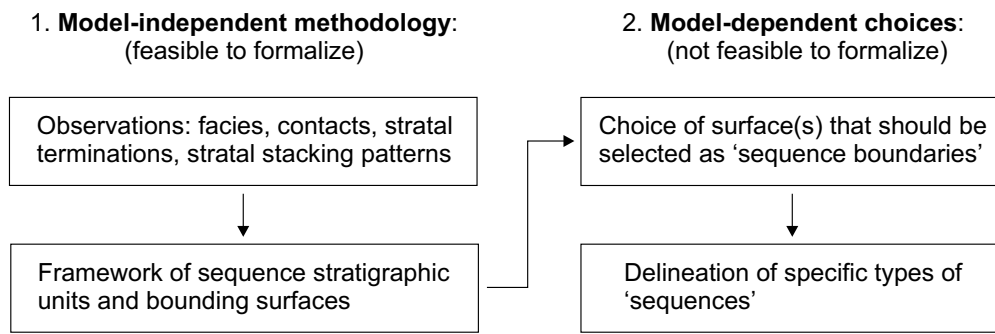 1. Model-independent methodology:
(feasible to formalize)
Observations: facies, contacts, stratal
terminations, stratal stacking patterns
Framework of sequence stratigraphic
units and bounding surfaces
2. Model-dependent choices:
(not feasible to formalize)
Choice of surface(s) that should be
selected as ‘sequence boundaries’
Delineation of specific types of
‘sequences’